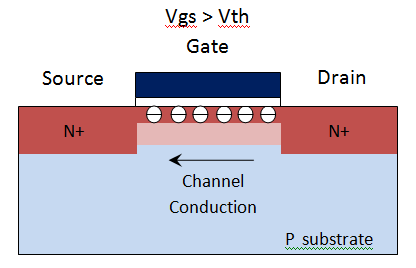 Vgs > Vth
Gate
Source
Drain
N+
N+
Channel
Conduction
P substrate